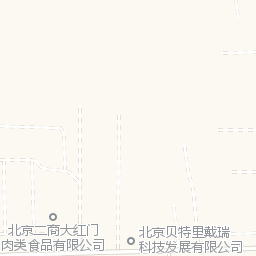 北京二商大红门
肉类食品有限公司
北京贝特里戴瑞
科技发展有限公司